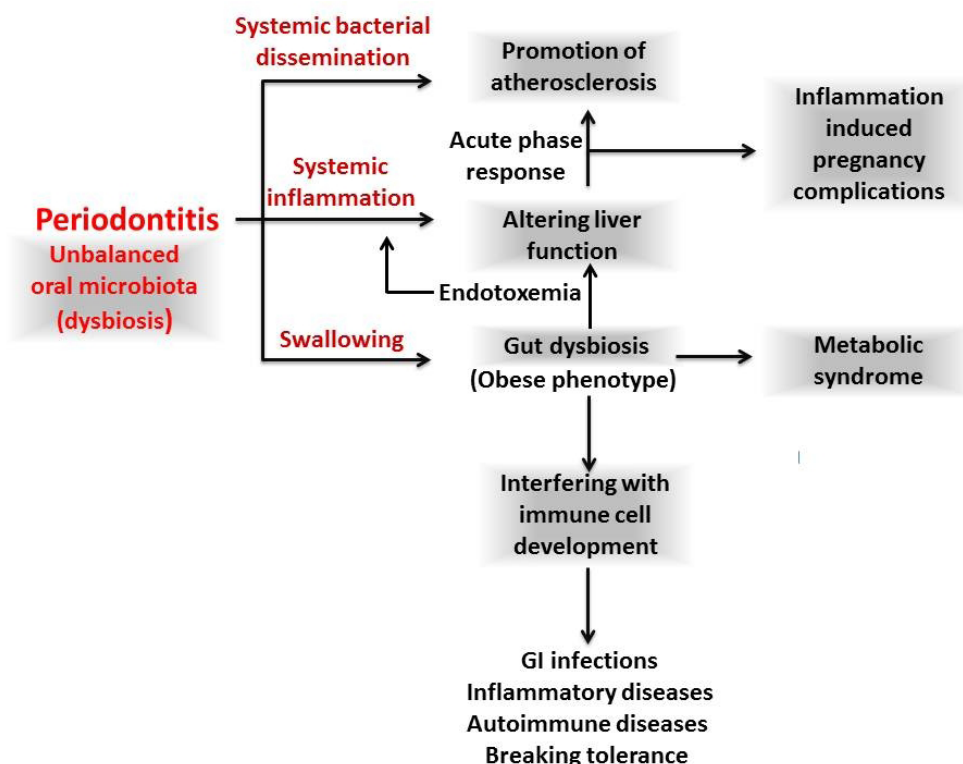 Systemic bacterial
dissemination
Promotion of
atherosclerosis
Inflammation
induced
pregnancy
complications
Acute phase
response
Systemic
inflammation
Periodontitis
Unbalanced
oral microbiota
(dysbiosis)
Altering liver
function
Endotoxemia
Swallowing
Gut dysbiosis
(Obese phenotype)
Metabolic
syndrome
Interfering with
immune cell
development
GI infections
Inflammatory diseases
Autoimmune diseases
Breaking tolerance